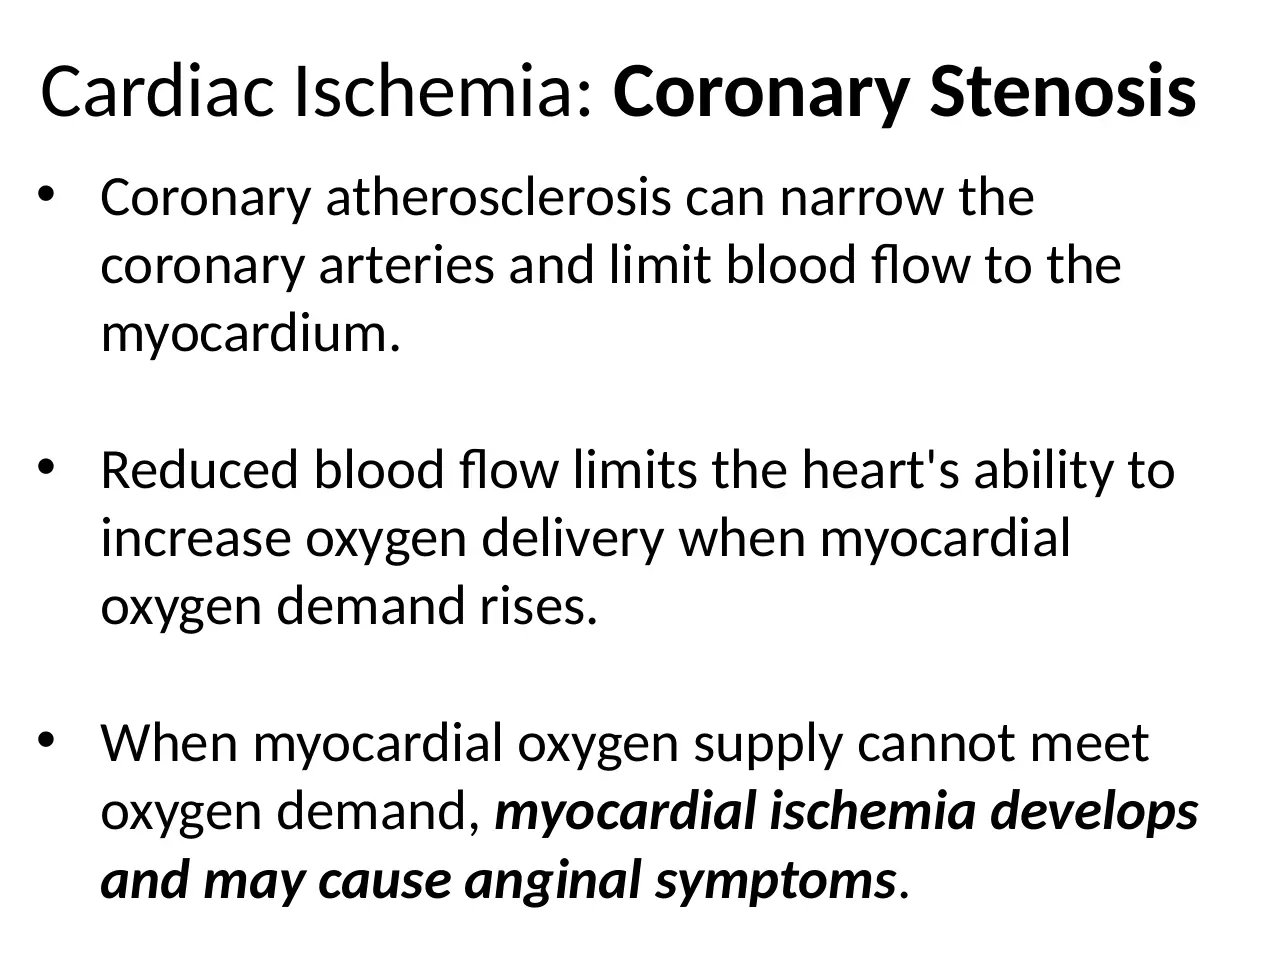 Cardiac Ischemia: Coronary Stenosis
• Coronary atherosclerosis can narrow the
coronary arteries and limit blood flow to the
myocardium.
• Reduced blood flow limits the heart's ability to
increase oxygen delivery when myocardial
oxygen demand rises.
• When myocardial oxygen supply cannot meet
oxygen demand, myocardial ischemia develops
and may cause anginal symptoms.